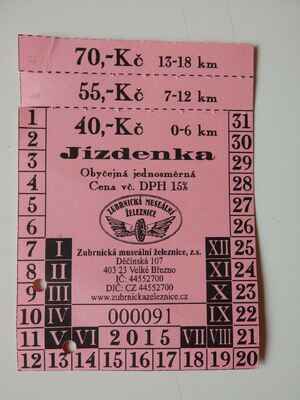 70,-Kč 13-18 km
55,-Kč 7-12 km
1 40,-Kč 0-6 km 31
2 Jízdenka 30
3 Obyčejná jednosměrná 29
4 Cena vč. DPH 15% 28
5 ZUBRNICKÁ MUSEÁLNÍ 27
6 ŽELEZNICE 26
7 I Zubrnická museální železnice, z.s. XII 25
8 II Děčínská 107 XI 24
403 23 Velké Březno
9 III IČ: 44552700 X 23
DIČ: CZ 44552700
www.zubrnickazeleznice.cz
10 IV 000091 IX 22
11 V VI 2015 VII VIII 21
12 13 14 15 16 17 18 19 20